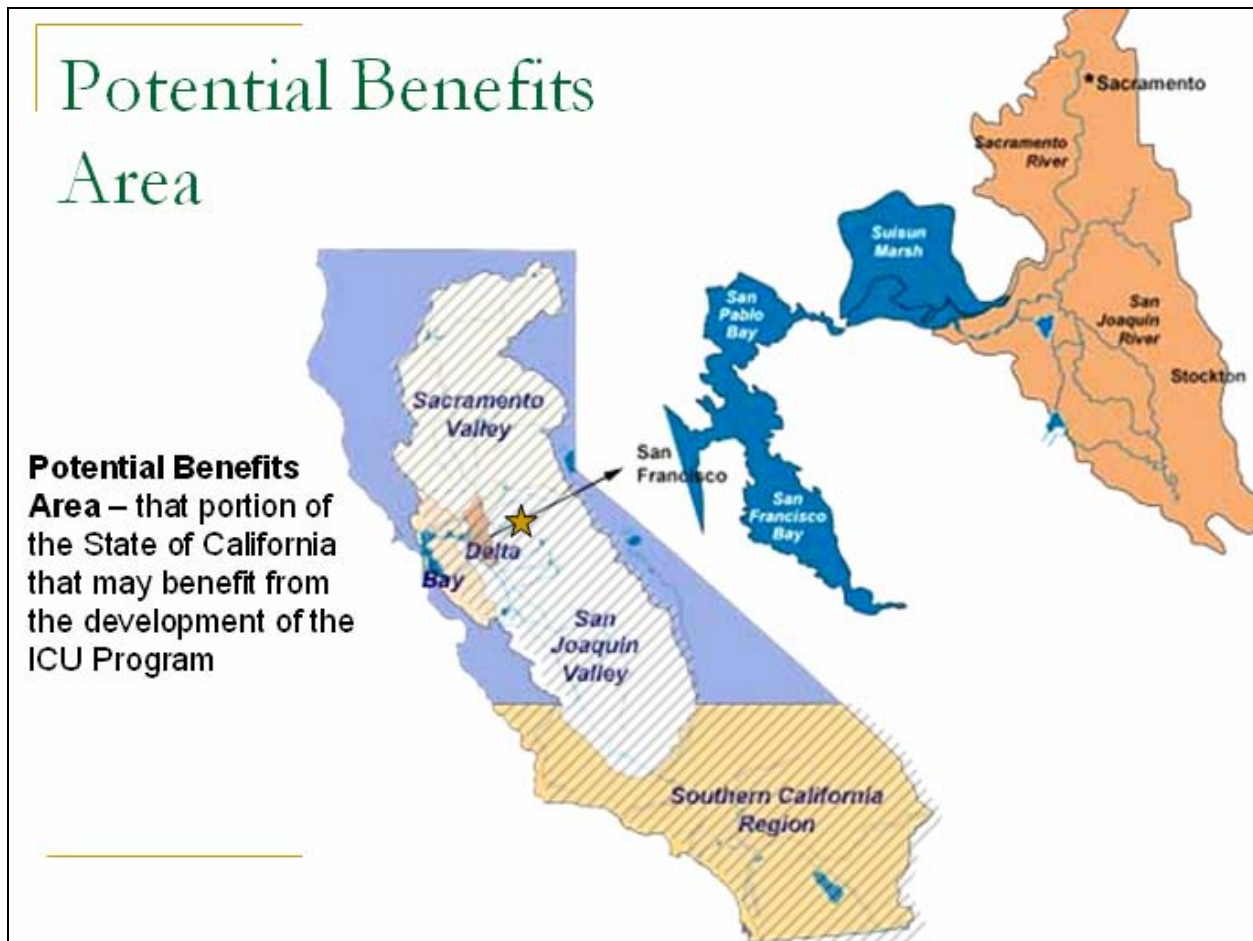 Potential Benefits
Area
Potential Benefits
Area – that portion of
the State of California
that may benefit from
the development of the
ICU Program
Sacramento
Valley
Delta
Bay
San
Joaquin
Valley
Southern California
Region
San
Francisco
Sacramento
Sacramento
River
Suisun
Marsh
San
Pablo
Bay
San
Joaquin
River
Stockton
San
Francisco
Bay